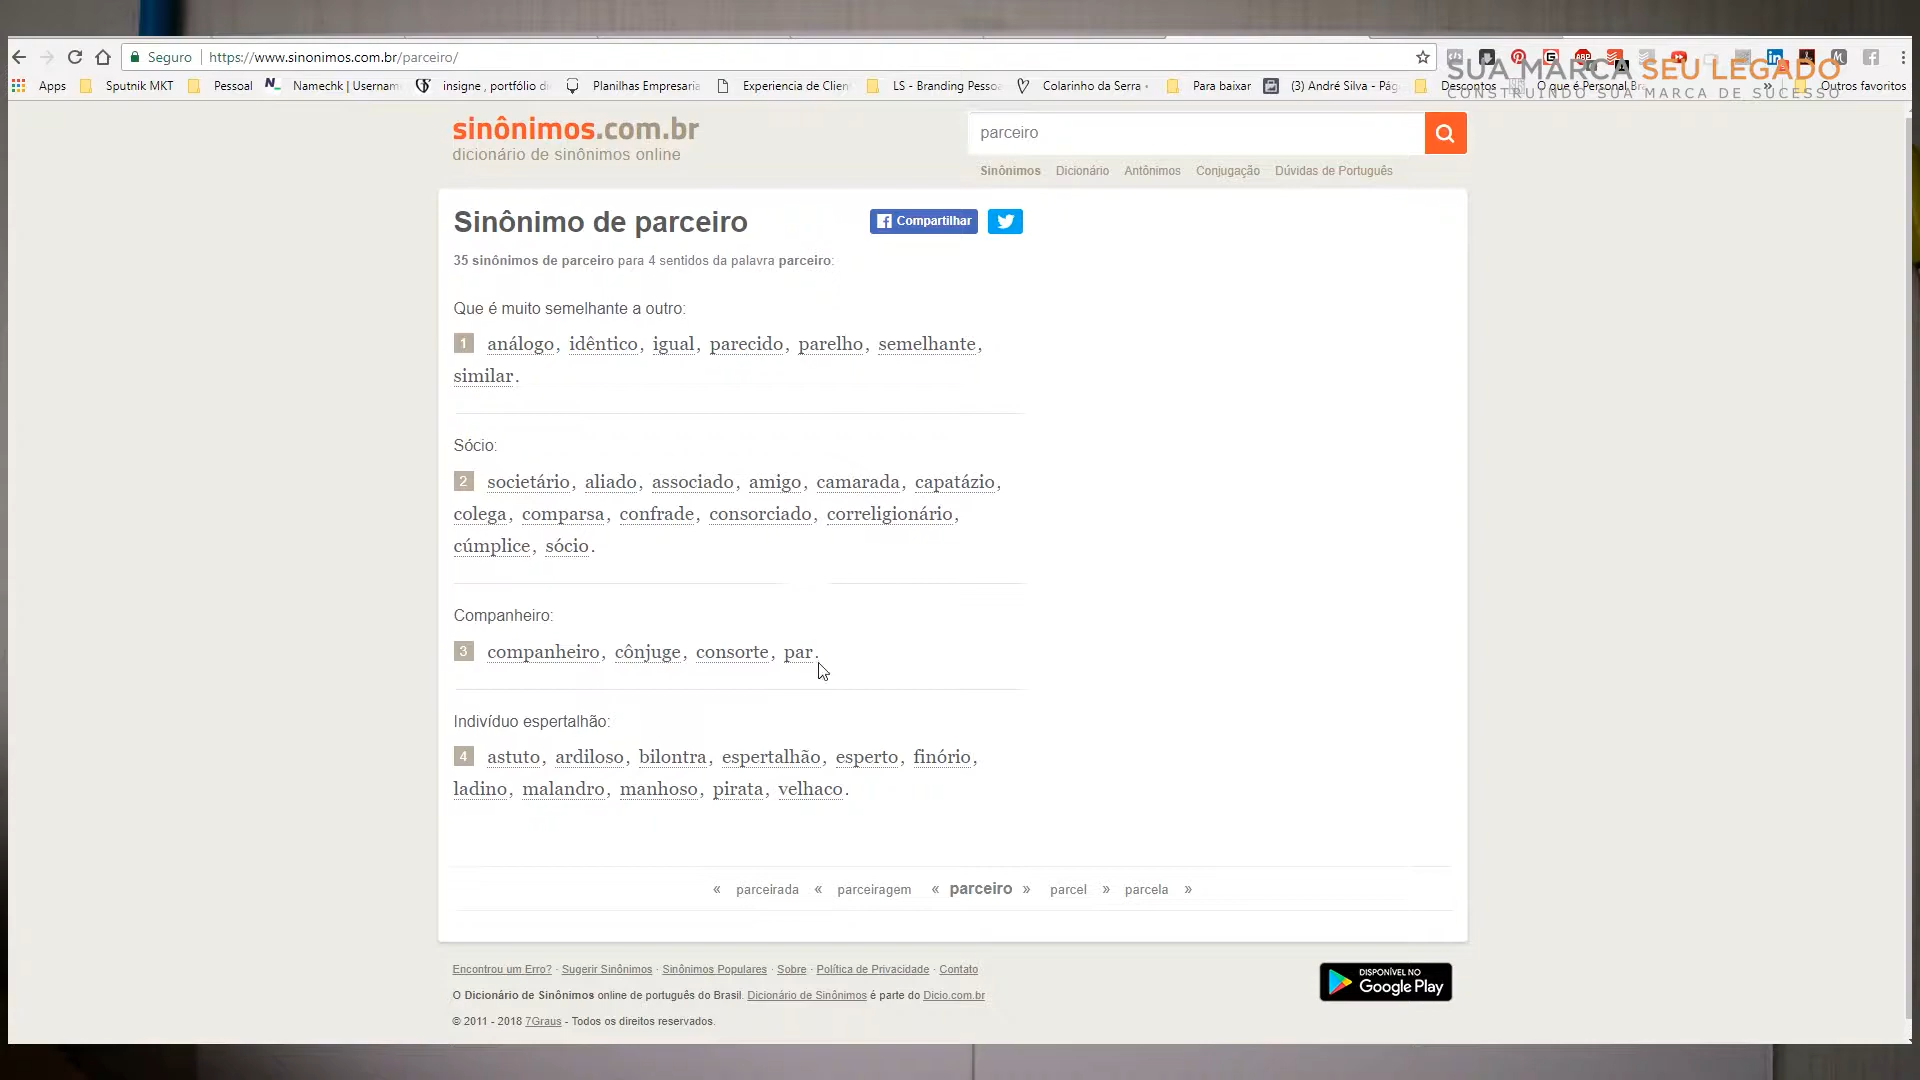 Seguro https://www.sinonimos.com.br/parceiro/
SUA MARCA SEU LEGADO
CONSTRUINDO SUA MARCA DE SUCESSO
Apps Sputnik MKT Pessoal Namechk | Usernam insigne , portfólio di Planilhas Empresaria Experiencia de Clien LS - Branding Pessoa Colarinho da Serra Para baixar (3) André Silva - Pág Descontos O que é Personal Br » Outros favoritos
sinônimos.com.br
dicionário de sinônimos online
parceiro
Sinônimos Dicionário Antônimos Conjugação Dúvidas de Português
Sinônimo de parceiro
Compartilhar
35 sinônimos de parceiro para 4 sentidos da palavra parceiro:
Que é muito semelhante a outro:
1 análogo, idêntico, igual, parecido, parelho, semelhante,
similar.
Sócio:
2 societário, aliado, associado, amigo, camarada, capatázio,
colega, comparsa, confrade, consorciado, correligionário,
cúmplice, sócio.
Companheiro:
3 companheiro, cônjuge, consorte, par.
Indivíduo espertalhão:
4 astuto, ardiloso, bilontra, espertalhão, esperto, finório,
ladino, malandro, manhoso, pirata, velhaco.
« parceirada « parceiragem « parceiro » parcel » parcela »
Encontrou um Erro? · Sugerir Sinônimos · Sinônimos Populares · Sobre · Política de Privacidade · Contato
O Dicionário de Sinônimos online de português do Brasil. Dicionário de Sinônimos é parte do Dicio.com.br
© 2011 - 2018 7Graus - Todos os direitos reservados.
DISPONÍVEL NO
Google Play